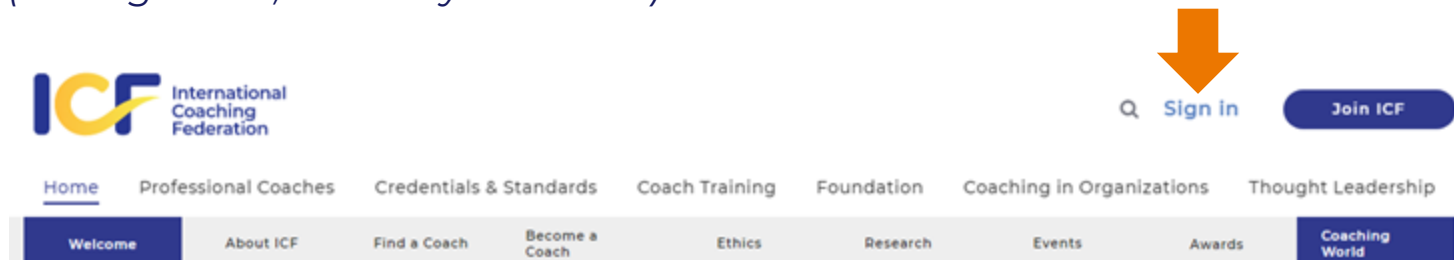 ICF International
Coaching
Federation
Sign in
Join ICF
Home Professional Coaches Credentials & Standards Coach Training Foundation Coaching in Organizations Thought Leadership
Welcome About ICF Find a Coach Become a Coach Ethics Research Events Awards Coaching World